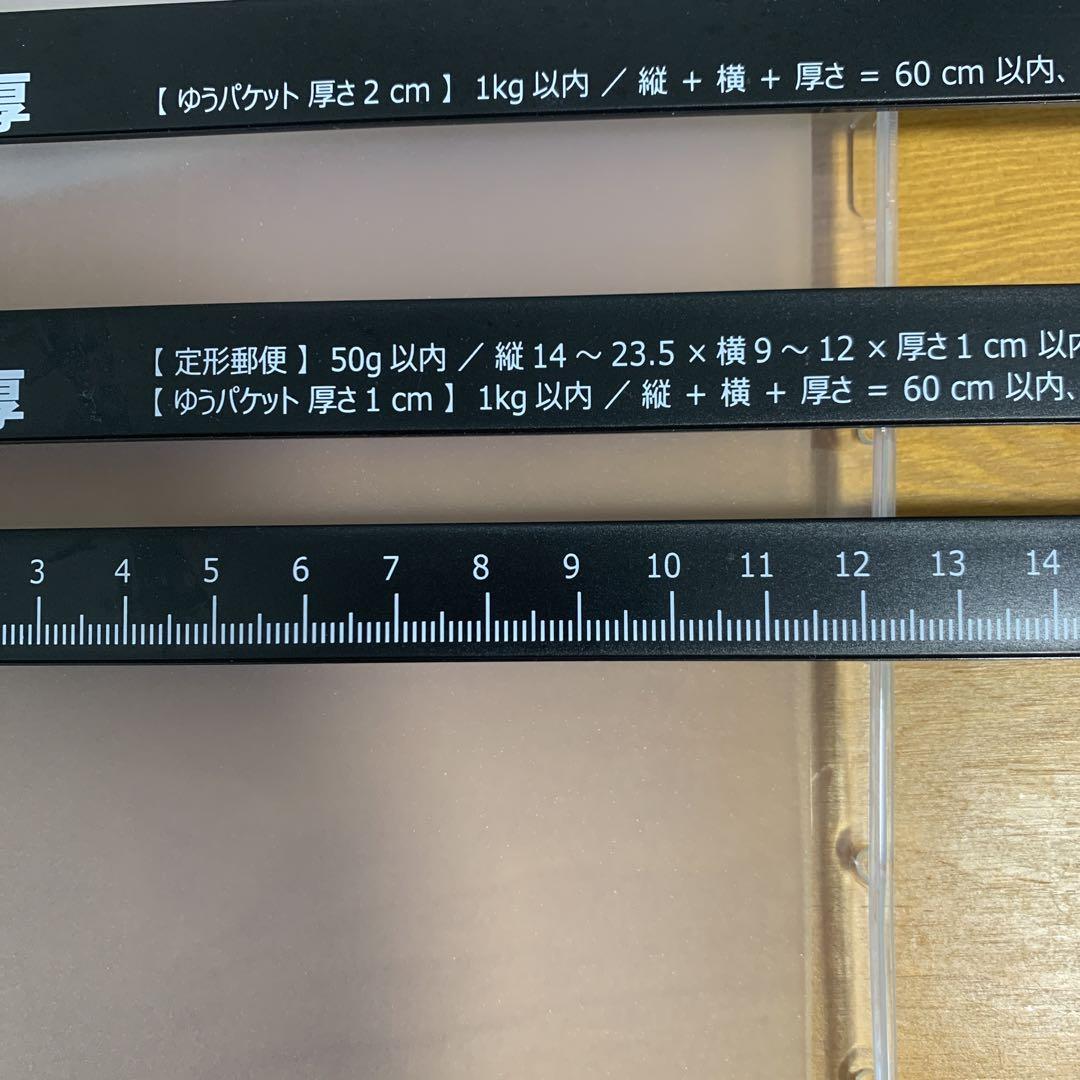 厚
【 ゆうパケット 厚さ 2 cm 】 1kg 以内 ／ 縦 + 横 + 厚さ = 60 cm 以内、
【 定形郵便 】 50g 以内 ／ 縦 14 ～ 23.5 × 横 9 ～ 12 × 厚さ 1 cm 以内
厚
【 ゆうパケット 厚さ 1 cm 】 1kg 以内 ／ 縦 + 横 + 厚さ = 60 cm 以内、
3 4 5 6 7 8 9 10 11 12 13 14